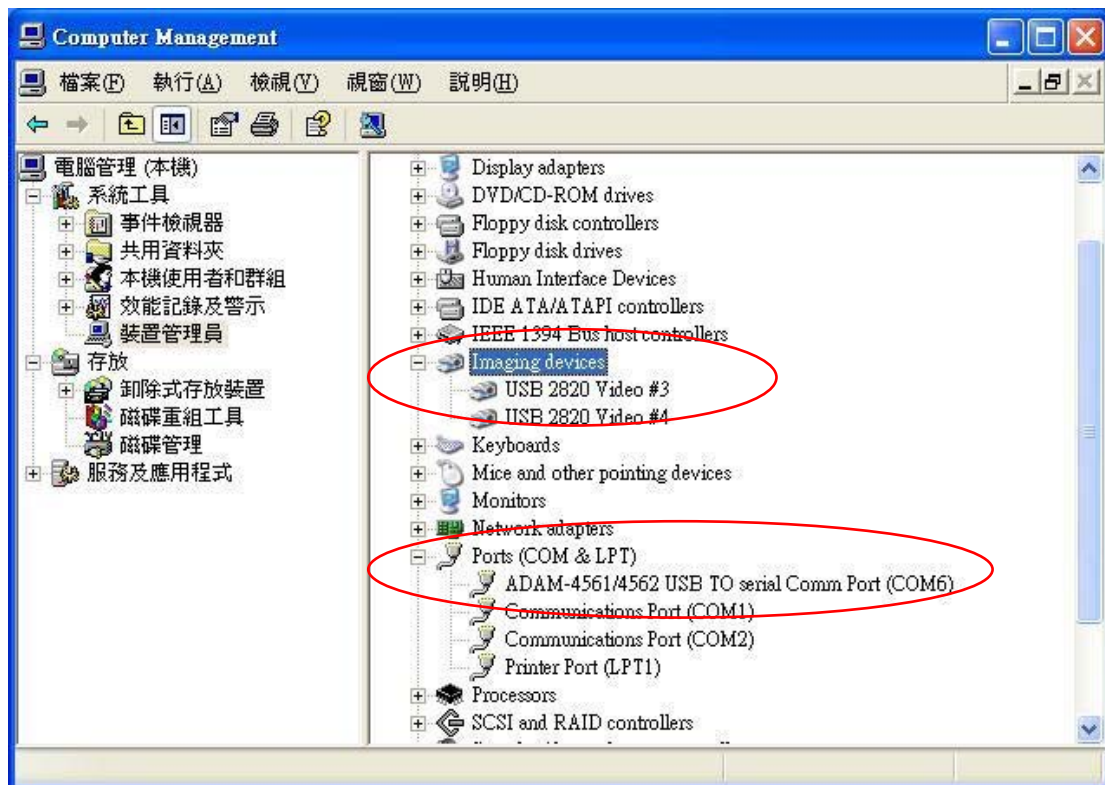 Computer Management
檔案(F) 執行(A) 檢視(V) 視窗(W) 說明(H)
電腦管理 (本機)
系統工具
事件檢視器
共用資料夾
本機使用者和群組
效能記錄及警示
裝置管理員
存放
卸除式存放裝置
磁碟重組工具
磁碟管理
服務及應用程式
Display adapters
DVD/CD-ROM drives
Floppy disk controllers
Floppy disk drives
Human Interface Devices
IDE ATA/ATAPI controllers
IEEE 1394 Bus host controllers
Imaging devices
USB 2820 Video #3
USB 2820 Video #4
Keyboards
Mice and other pointing devices
Monitors
Network adapters
Ports (COM & LPT)
ADAM-4561/4562 USB TO serial Comm Port (COM6)
Communications Port (COM1)
Communications Port (COM2)
Printer Port (LPT1)
Processors
SCSI and RAID controllers